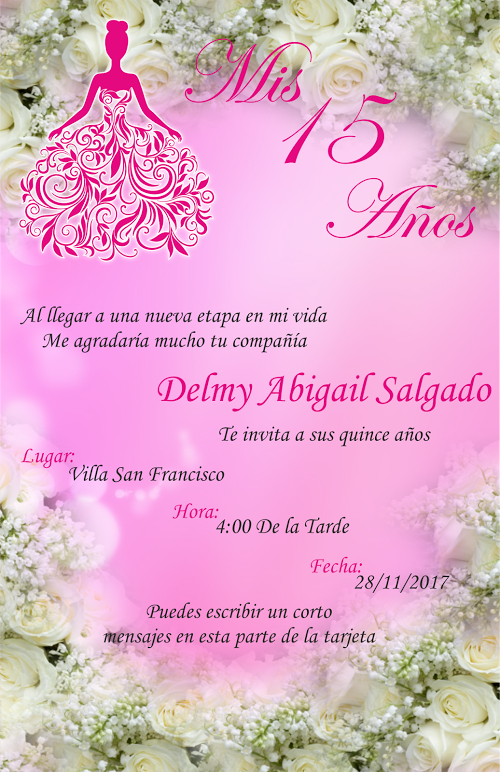 Mis
15
Años
Al llegar a una nueva etapa en mi vida
Me agradaría mucho tu compañía
Delmy Abigail Salgado
Te invita a sus quince años
Lugar:
Villa San Francisco
Hora:
4:00 De la Tarde
Fecha:
28/11/2017
Puedes escribir un corto
mensajes en esta parte de la tarjeta